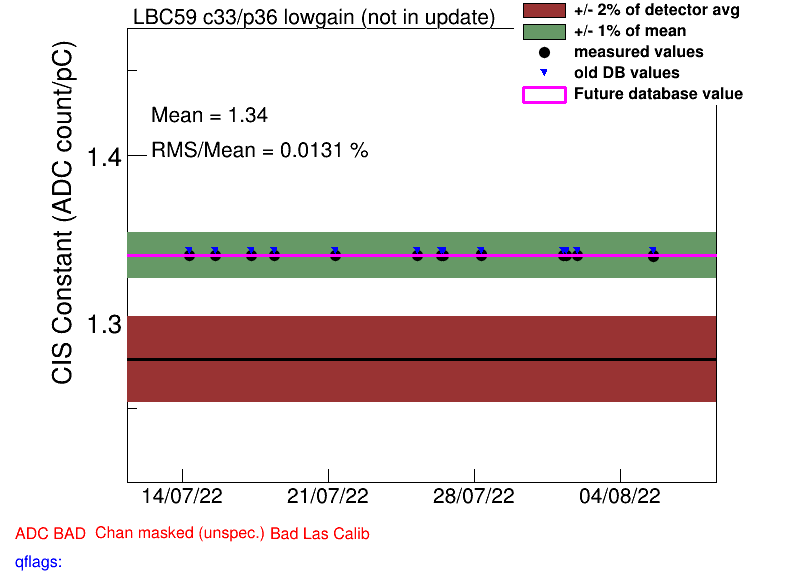 LBC59 c33/p36 lowgain (not in update)
+/- 2% of detector avg
+/- 1% of mean
measured values
old DB values
Future database value
Mean = 1.34
RMS/Mean = 0.0131 %
CIS Constant (ADC count/pC)
1.4
1.3
14/07/22 21/07/22 28/07/22 04/08/22
ADC BAD Chan masked (unspec.) Bad Las Calib
qflags: